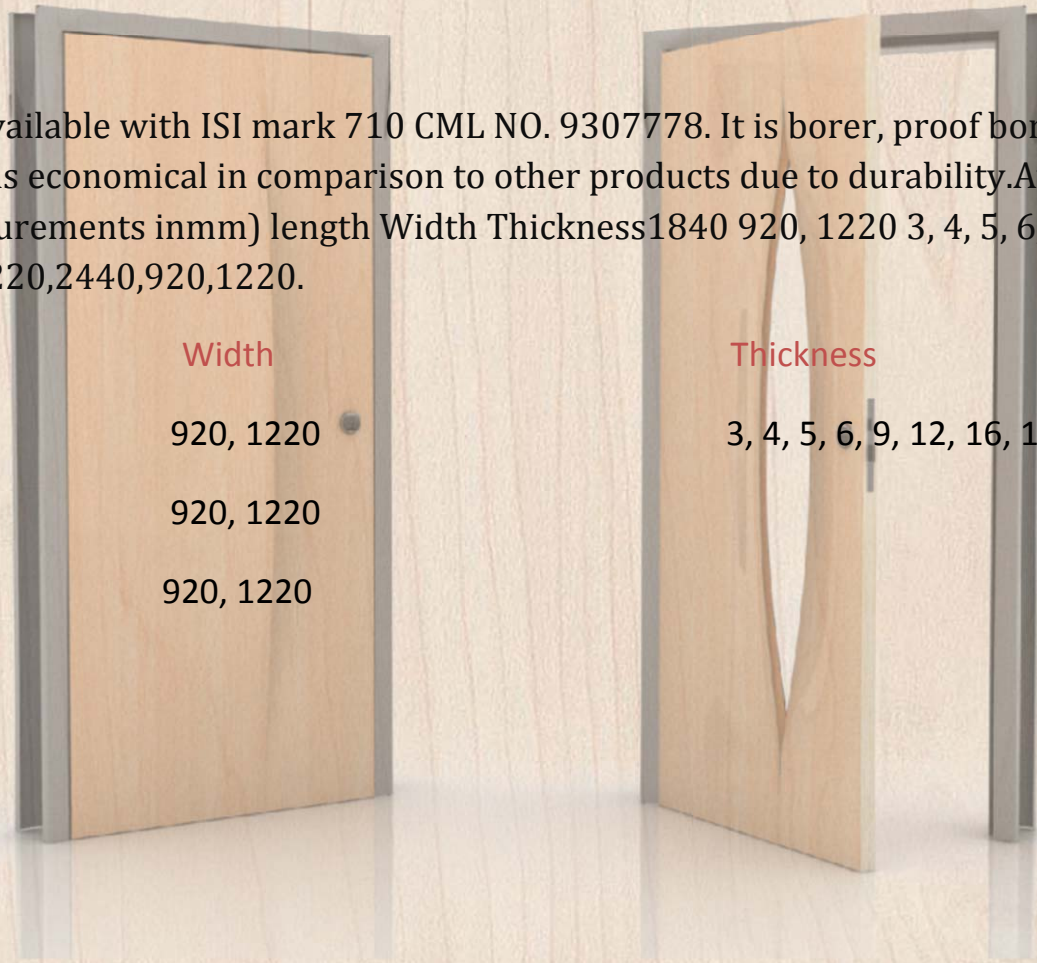 vailable with ISI mark 710 CML NO. 9307778. It is borer, proof bor
is economical in comparison to other products due to durability.A
urements inmm) length Width Thickness1840 920, 1220 3, 4, 5, 6
220,2440,920,1220.
Width Thickness
920, 1220 3, 4, 5, 6, 9, 12, 16, 1
920, 1220
920, 1220